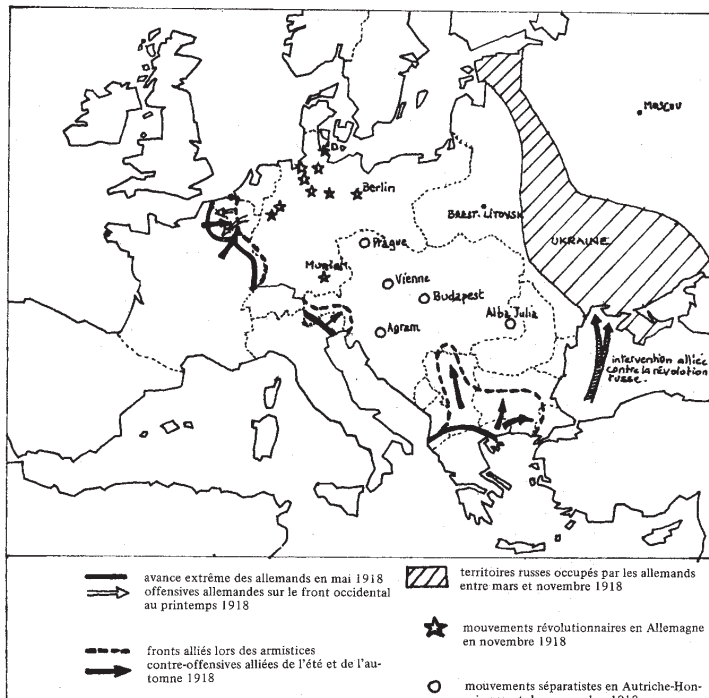 MOSCOU
Berlin
BREST-LITOVSK
UKRAINE
Prague
Munich
Vienne
Budapest
Alba Julia
Agram
intervention alliée
contre la révolution
russe.
avance extrême des allemands en mai 1918
offensives allemandes sur le front occidental
au printemps 1918
fronts alliés lors des armistices
contre-offensives alliées de l'été et de l'au-
tomne 1918
territoires russes occupés par les allemands
entre mars et novembre 1918
mouvements révolutionnaires en Allemagne
en novembre 1918
mouvements séparatistes en Autriche-Hon-